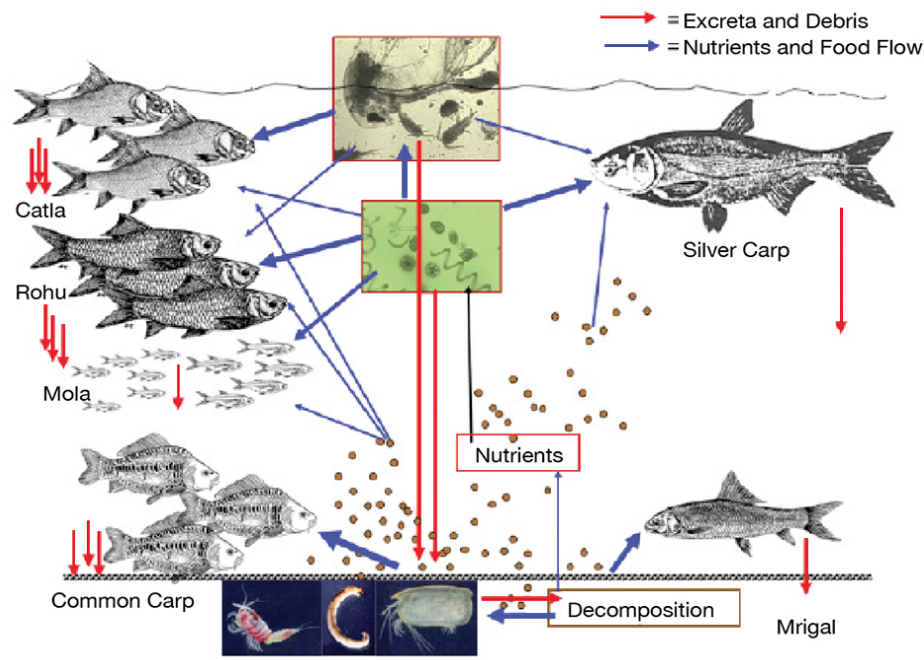 = Excreta and Debris
= Nutrients and Food Flow
Catla
Silver Carp
Rohu
Mola
Nutrients
Common Carp
Decomposition
Mrigal